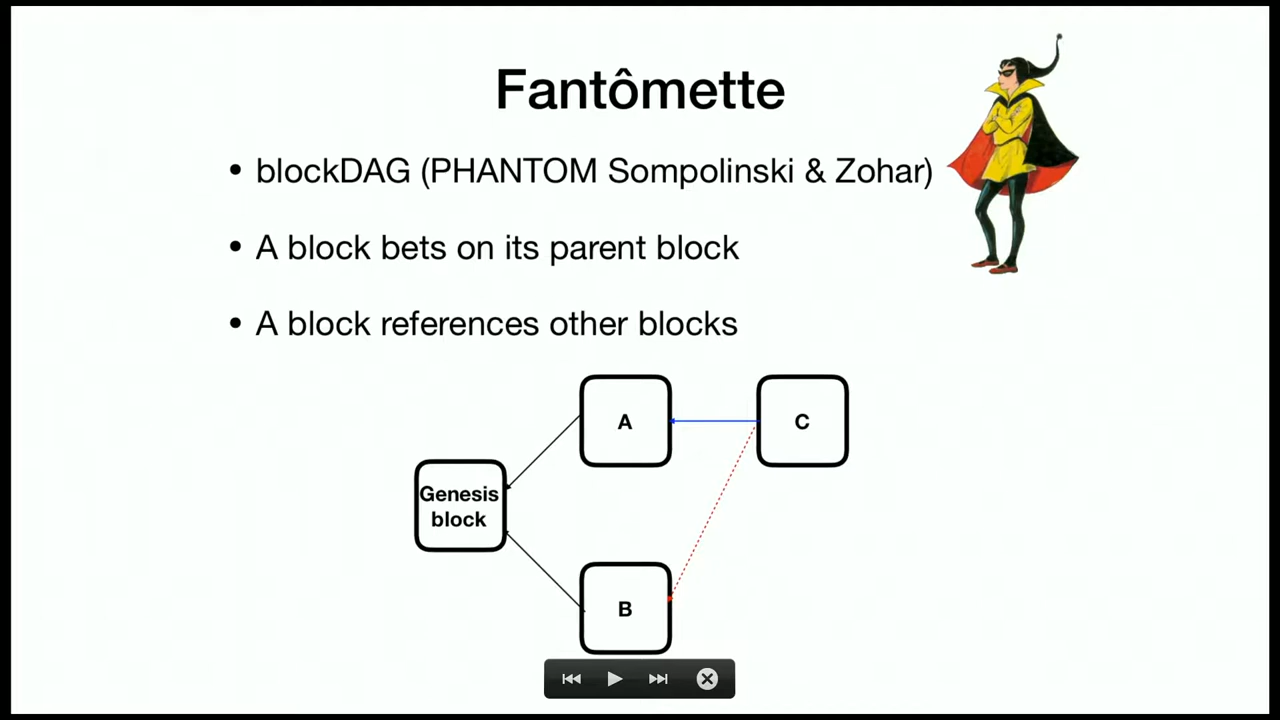 Fantômette
• blockDAG (PHANTOM Sompolinski & Zohar)
• A block bets on its parent block
• A block references other blocks
A
C
Genesis
block
B